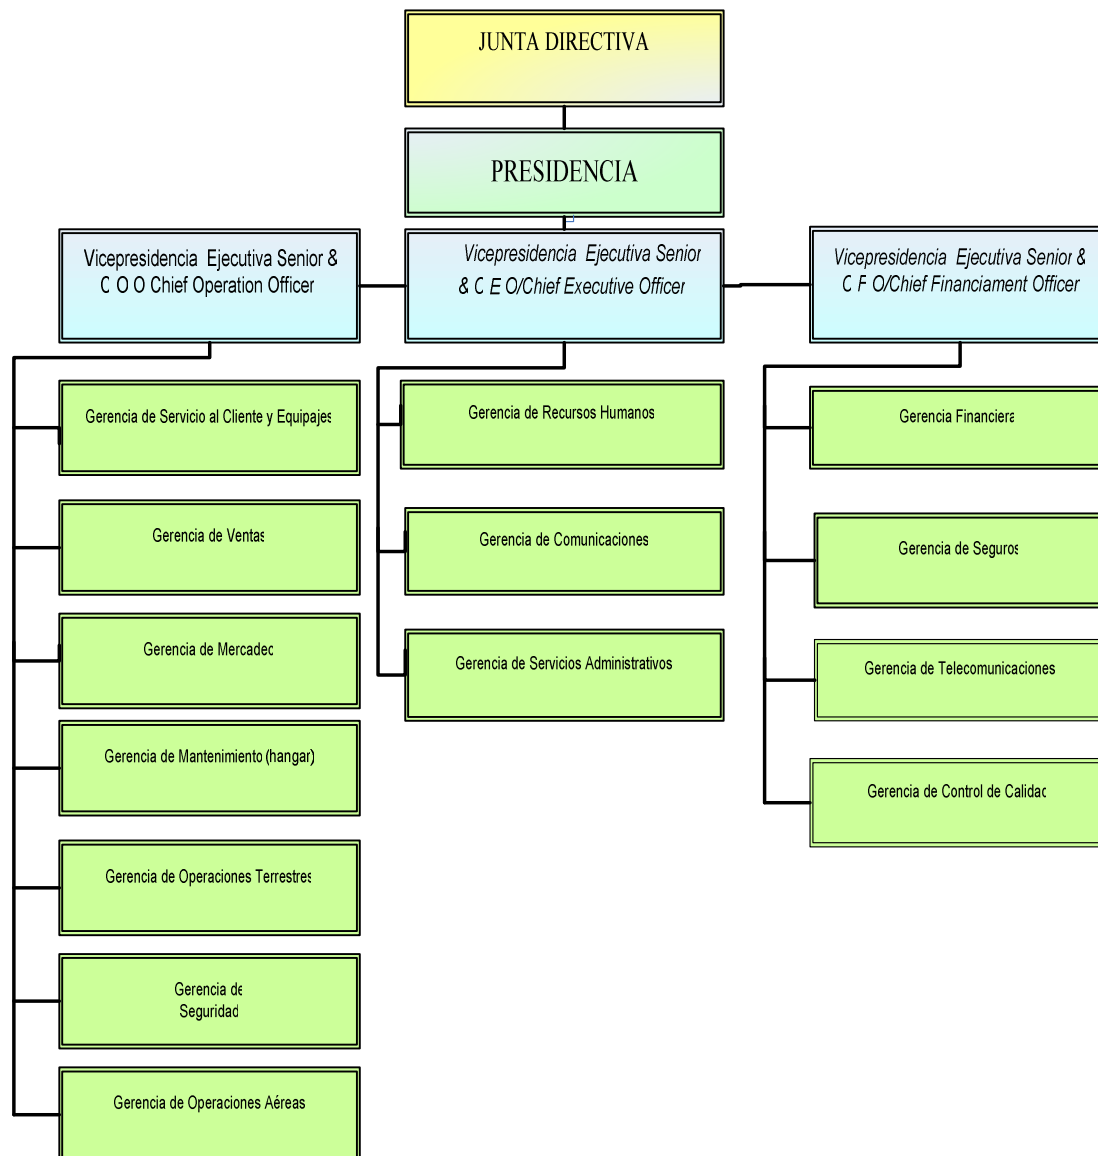 JUNTA DIRECTIVA
PRESIDENCIA
Vicepresidencia Ejecutiva Senior &
C O O Chief Operation Officer
Vicepresidencia Ejecutiva Senior
& C E O/Chief Executive Officer
Vicepresidencia Ejecutiva Senior &
C F O/Chief Financiament Officer
Gerencia de Servicio al Cliente y Equipajes
Gerencia de Ventas
Gerencia de Mercadeo
Gerencia de Mantenimiento (hangar)
Gerencia de Operaciones Terrestres
Gerencia de
Seguridad
Gerencia de Operaciones Aéreas
Gerencia de Recursos Humanos
Gerencia de Comunicaciones
Gerencia de Servicios Administrativos
Gerencia Financiera
Gerencia de Seguros
Gerencia de Telecomunicaciones
Gerencia de Control de Calidad